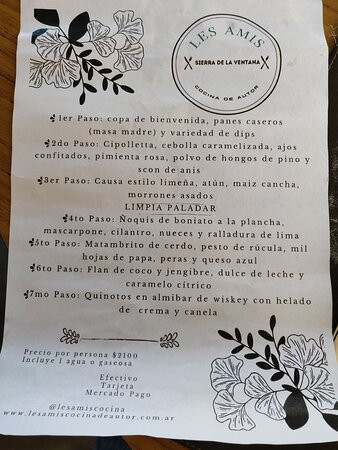 LES AMIS
SIERRA DE LA VENTANA
COCINA DE AUTOR
1er Paso: copa de bienvenida, panes caseros
(masa madre) y variedad de dips
2do Paso: Cipolletta, cebolla caramelizada, ajos
confitados, pimienta rosa, polvo de hongos de pino y
scon de anis
3er Paso: Causa estilo limeña, atún, maiz cancha,
morrones asados
LIMPIA PALADAR
4to Paso: Ñoquis de boniato a la plancha,
mascarpone, cilantro, nueces y ralladura de lima
5to Paso: Matambrito de cerdo, pesto de rúcula, mil
hojas de papa, peras y queso azul
6to Paso: Flan de coco y jengibre, dulce de leche y
caramelo cítrico
7mo Paso: Quinotos en almibar de wiskey con helado
de crema y canela
Precio por persona $2100
Incluye 1 agua o gaseosa
Efectivo
Tarjeta
Mercado Pago
@lesamiscocina
www.lesamiscocinadeautor.com.ar